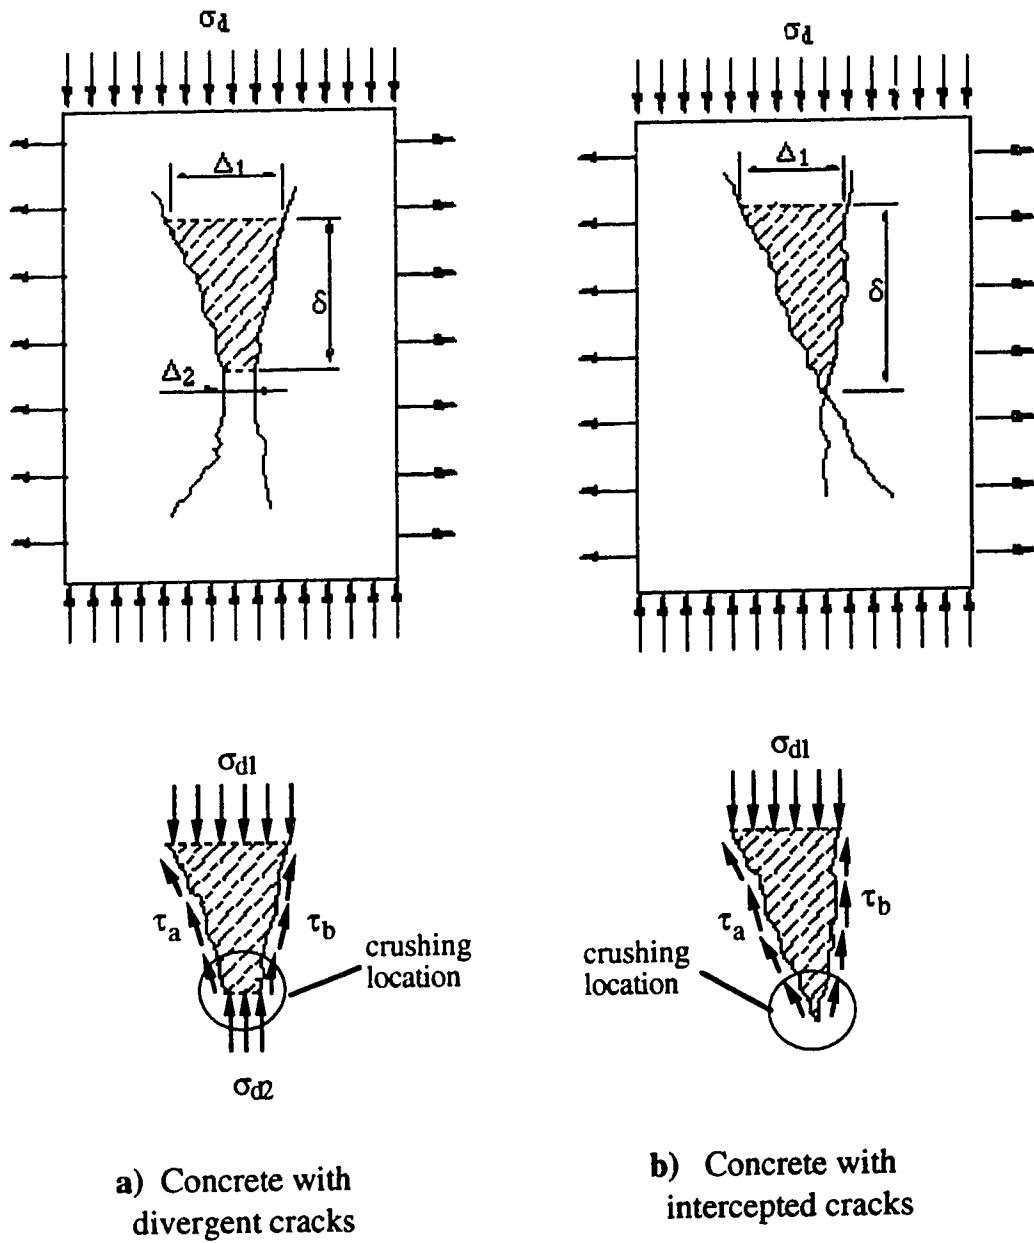 σd
σd
Δ1
Δ1
δ
δ
Δ2
σd1
σd1
τa
τb
τa
τb
crushing
location
crushing
location
σd2
a) Concrete with
divergent cracks
b) Concrete with
intercepted cracks